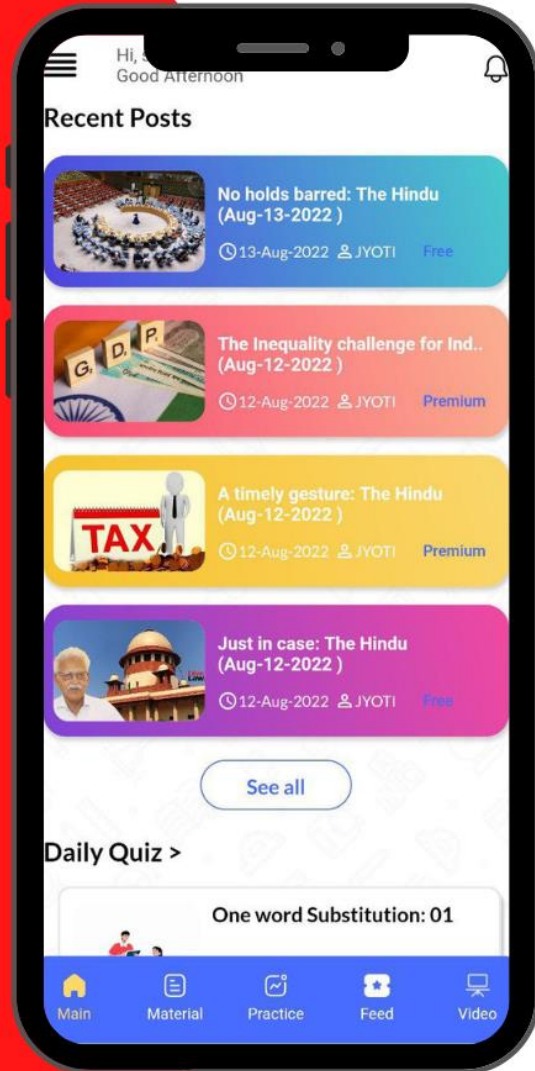 Hi,
Good Afternoon
Recent Posts
No holds barred: The Hindu
(Aug-13-2022 )
13-Aug-2022 JYOTI Free
G D P
The Inequality challenge for Ind..
(Aug-12-2022 )
12-Aug-2022 JYOTI Premium
TAX
A timely gesture: The Hindu
(Aug-12-2022 )
12-Aug-2022 JYOTI Premium
Just in case: The Hindu
(Aug-12-2022 )
12-Aug-2022 JYOTI Free
See all
Daily Quiz >
One word Substitution: 01
Main Material Practice Feed Video